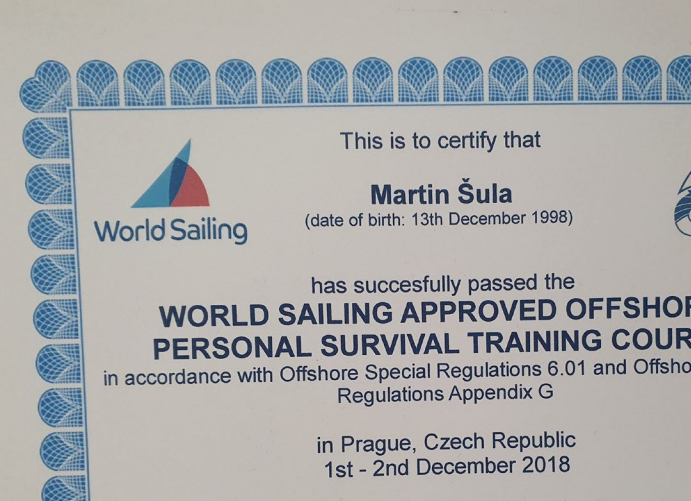 This is to certify that
World Sailing
Martin Šula
(date of birth: 13th December 1998)
has succesfully passed the
WORLD SAILING APPROVED OFFSHOR
PERSONAL SURVIVAL TRAINING COUR
in accordance with Offshore Special Regulations 6.01 and Offsho
Regulations Appendix G
in Prague, Czech Republic
1st - 2nd December 2018